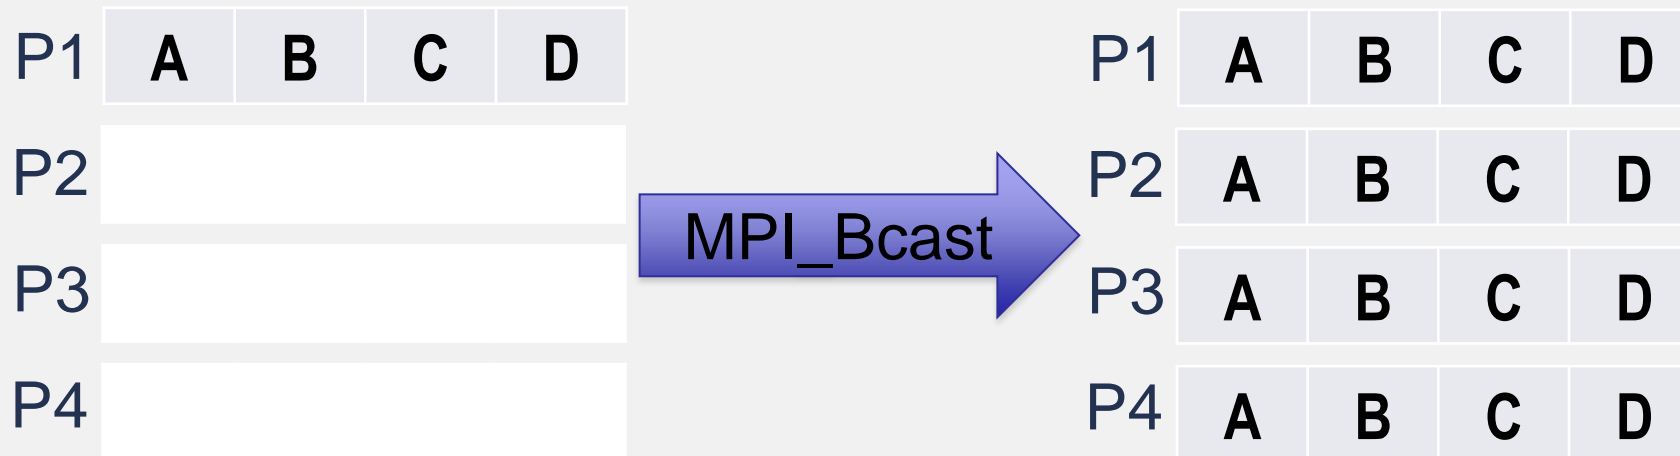 P1 A B C D P1 A B C D
P2 P2 A B C D
MPI_Bcast
P3 P3 A B C D
P4 P4 A B C D